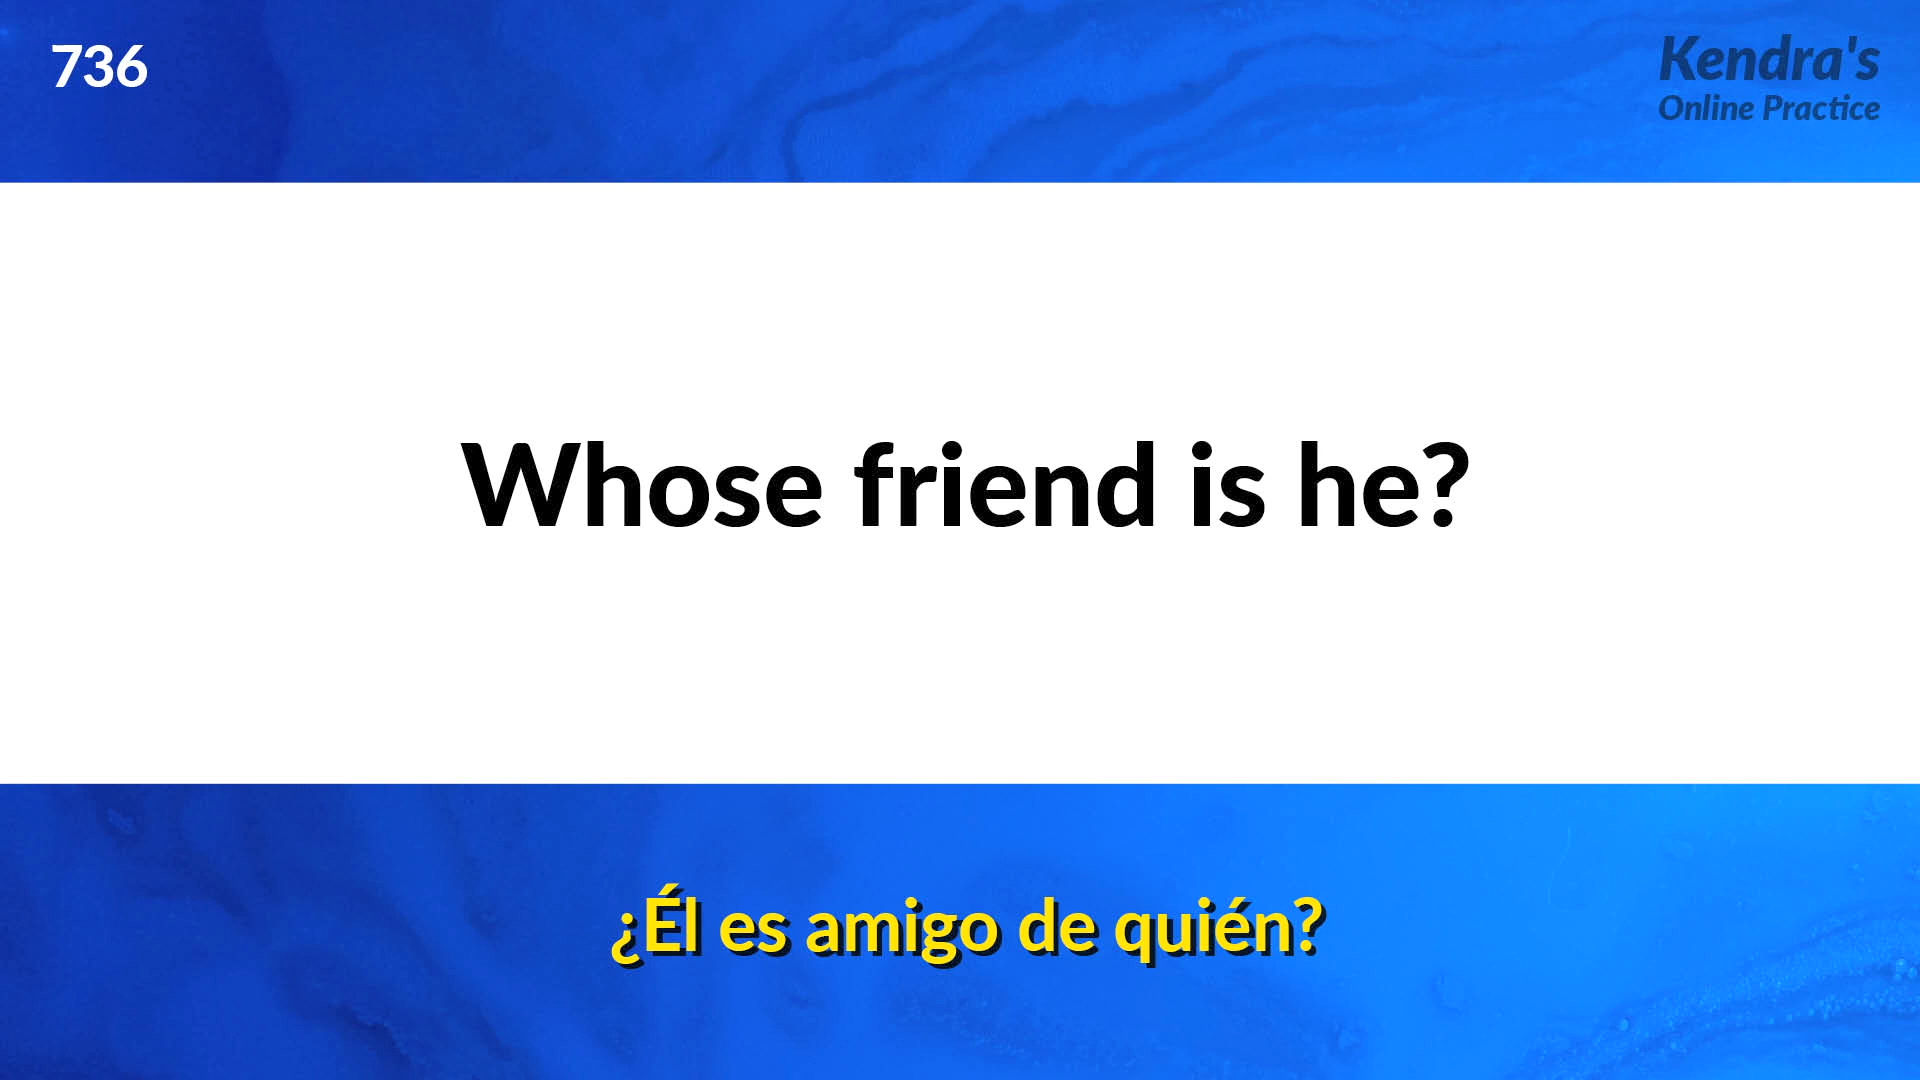 736
Kendra's
Online Practice
Whose friend is he?
¿Él es amigo de quién?